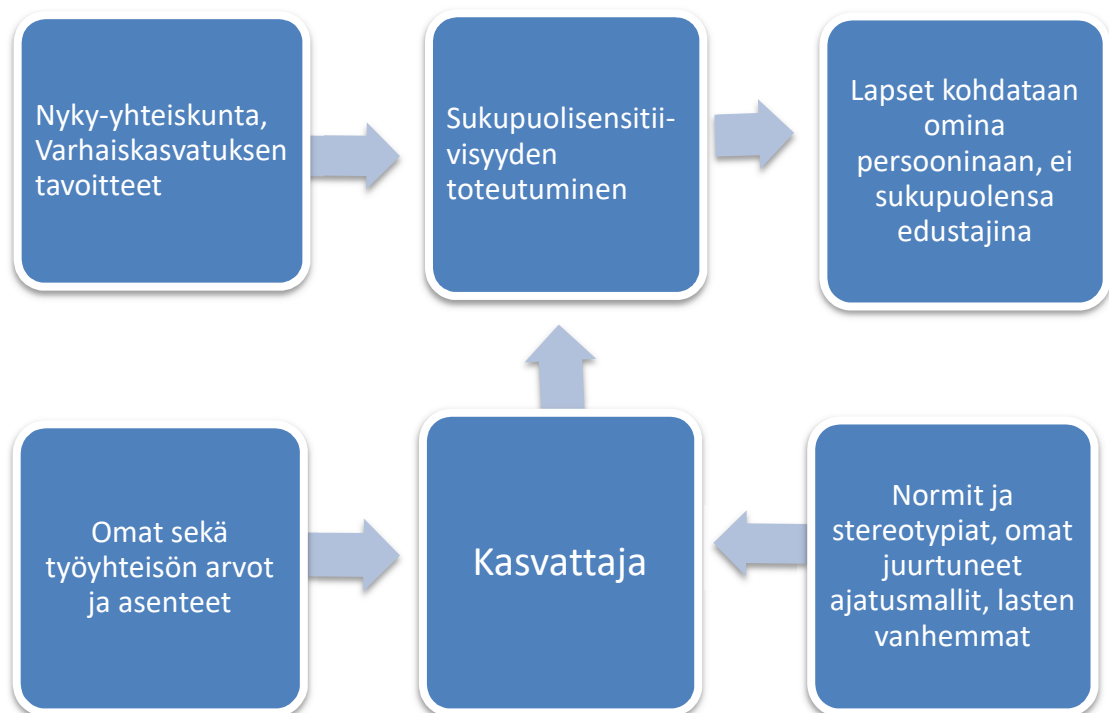 Nyky-yhteiskunta,
Varhaiskasvatuksen
tavoitteet
Sukupuolisensitii-
visyyden
toteutuminen
Lapset kohdataan
omina
persooninaan, ei
sukupuolensa
edustajina
Omat sekä
työyhteisön arvot
ja asenteet
Kasvattaja
Normit ja
stereotypiat, omat
juurtuneet
ajatusmallit, lasten
vanhemmat